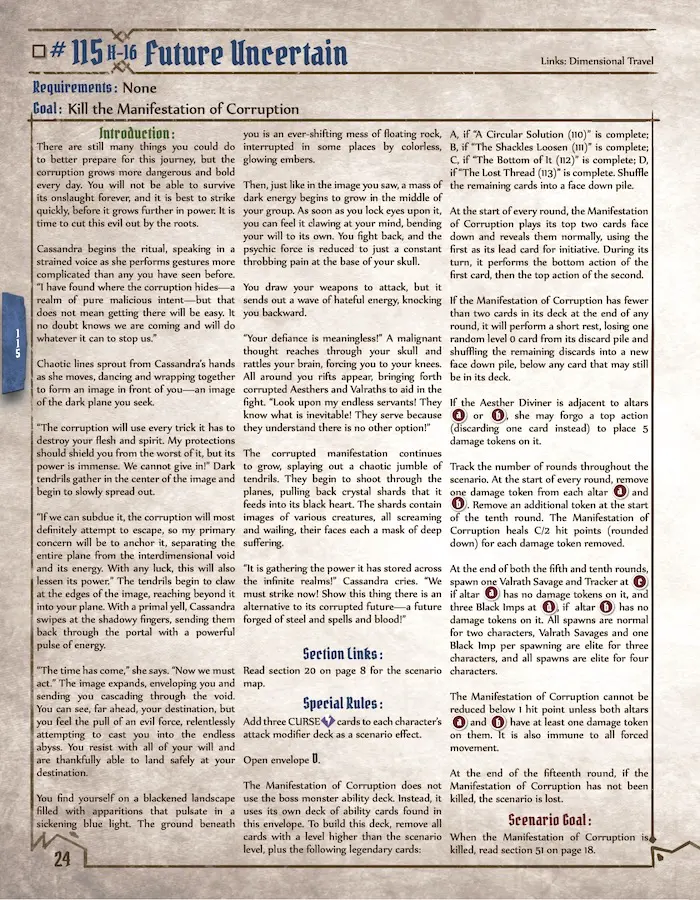 □ # 115 H-16 Future Uncertain
Links: Dimensional Travel
Requirements: None
Goal: Kill the Manifestation of Corruption
Introduction:
There are still many things you could do
to better prepare for this journey, but the
corruption grows more dangerous and bold
every day. You will not be able to survive
its onslaught forever, and it is best to strike
quickly, before it grows further in power. It is
time to cut this evil out by the roots.
Cassandra begins the ritual, speaking in a
strained voice as she performs gestures more
complicated than any you have seen before.
"I have found where the corruption hides—a
realm of pure malicious intent—but that
does not mean getting there will be easy. It
no doubt knows we are coming and will do
whatever it can to stop us."
Chaotic lines sprout from Cassandra's hands
as she moves, dancing and wrapping together
to form an image in front of you—an image
of the dark plane you seek.
"The corruption will use every trick it has to
destroy your flesh and spirit. My protections
should shield you from the worst of it, but its
power is immense. We cannot give in!" Dark
tendrils gather in the center of the image and
begin to slowly spread out.
"If we can subdue it, the corruption will most
definitely attempt to escape, so my primary
concern will be to anchor it, separating the
entire plane from the interdimensional void
and its energy. With any luck, this will also
lessen its power." The tendrils begin to claw
at the edges of the image, reaching beyond it
into your plane. With a primal yell, Cassandra
swipes at the shadowy fingers, sending them
back through the portal with a powerful
pulse of energy.
"The time has come," she says. "Now we must
act." The image expands, enveloping you and
sending you cascading through the void.
You can see, far ahead, your destination, but
you feel the pull of an evil force, relentlessly
attempting to cast you into the endless
abyss. You resist with all of your will and
are thankfully able to land safely at your
destination.
You find yourself on a blackened landscape
filled with apparitions that pulsate in a
sickening blue light. The ground beneath
you is an ever-shifting mess of floating rock,
interrupted in some places by colorless,
glowing embers.
Then, just like in the image you saw, a mass of
dark energy begins to grow in the middle of
your group. As soon as you lock eyes upon it,
you can feel it clawing at your mind, bending
your will to its own. You fight back, and the
psychic force is reduced to just a constant
throbbing pain at the base of your skull.
You draw your weapons to attack, but it
sends out a wave of hateful energy, knocking
you backward.
"Your defiance is meaningless!" A malignant
thought reaches through your skull and
rattles your brain, forcing you to your knees.
All around you rifts appear, bringing forth
corrupted Aesthers and Valraths to aid in the
fight. "Look upon my endless servants! They
know what is inevitable! They serve because
they understand there is no other option!"
The corrupted manifestation continues
to grow, splaying out a chaotic jumble of
tendrils. They begin to shoot through the
planes, pulling back crystal shards that it
feeds into its black heart. The shards contain
images of various creatures, all screaming
and wailing, their faces each a mask of deep
suffering.
"It is gathering the power it has stored across
the infinite realms!" Cassandra cries. "We
must strike now! Show this thing there is an
alternative to its corrupted future—a future
forged of steel and spells and blood!"
Section Links:
Read section 20 on page 8 for the scenario
map.
Special Rules:
Add three CURSE cards to each character's
attack modifier deck as a scenario effect.
Open envelope D.
The Manifestation of Corruption does not
use the boss monster ability deck. Instead, it
uses its own deck of ability cards found in
this envelope. To build this deck, remove all
cards with a level higher than the scenario
level, plus the following legendary cards:
A, if "A Circular Solution (110)" is complete;
B, if "The Shackles Loosen (111)" is complete;
C, if "The Bottom of It (112)" is complete; D,
if "The Lost Thread (113)" is complete. Shuffle
the remaining cards into a face down pile.
At the start of every round, the Manifestation
of Corruption plays its top two cards face
down and reveals them normally, using the
first as its lead card for initiative. During its
turn, it performs the bottom action of the
first card, then the top action of the second.
If the Manifestation of Corruption has fewer
than two cards in its deck at the end of any
round, it will perform a short rest, losing one
random level 0 card from its discard pile and
shuffling the remaining discards into a new
face down pile, below any card that may still
be in its deck.
If the Aesther Diviner is adjacent to altars
a or b, she may forgo a top action
(discarding one card instead) to place 5
damage tokens on it.
Track the number of rounds throughout the
scenario. At the start of every round, remove
one damage token from each altar a and
b. Remove an additional token at the start
of the tenth round. The Manifestation of
Corruption heals C/2 hit points (rounded
down) for each damage token removed.
At the end of both the fifth and tenth rounds,
spawn one Valrath Savage and Tracker at c
if altar a has no damage tokens on it, and
three Black Imps at a, if altar b has no
damage tokens on it. All spawns are normal
for two characters, Valrath Savages and one
Black Imp per spawning are elite for three
characters, and all spawns are elite for four
characters.
The Manifestation of Corruption cannot be
reduced below 1 hit point unless both altars
a and b have at least one damage token
on them. It is also immune to all forced
movement.
At the end of the fifteenth round, if the
Manifestation of Corruption has not been
killed, the scenario is lost.
Scenario Goal:
When the Manifestation of Corruption is
killed, read section 51 on page 18.
115
24